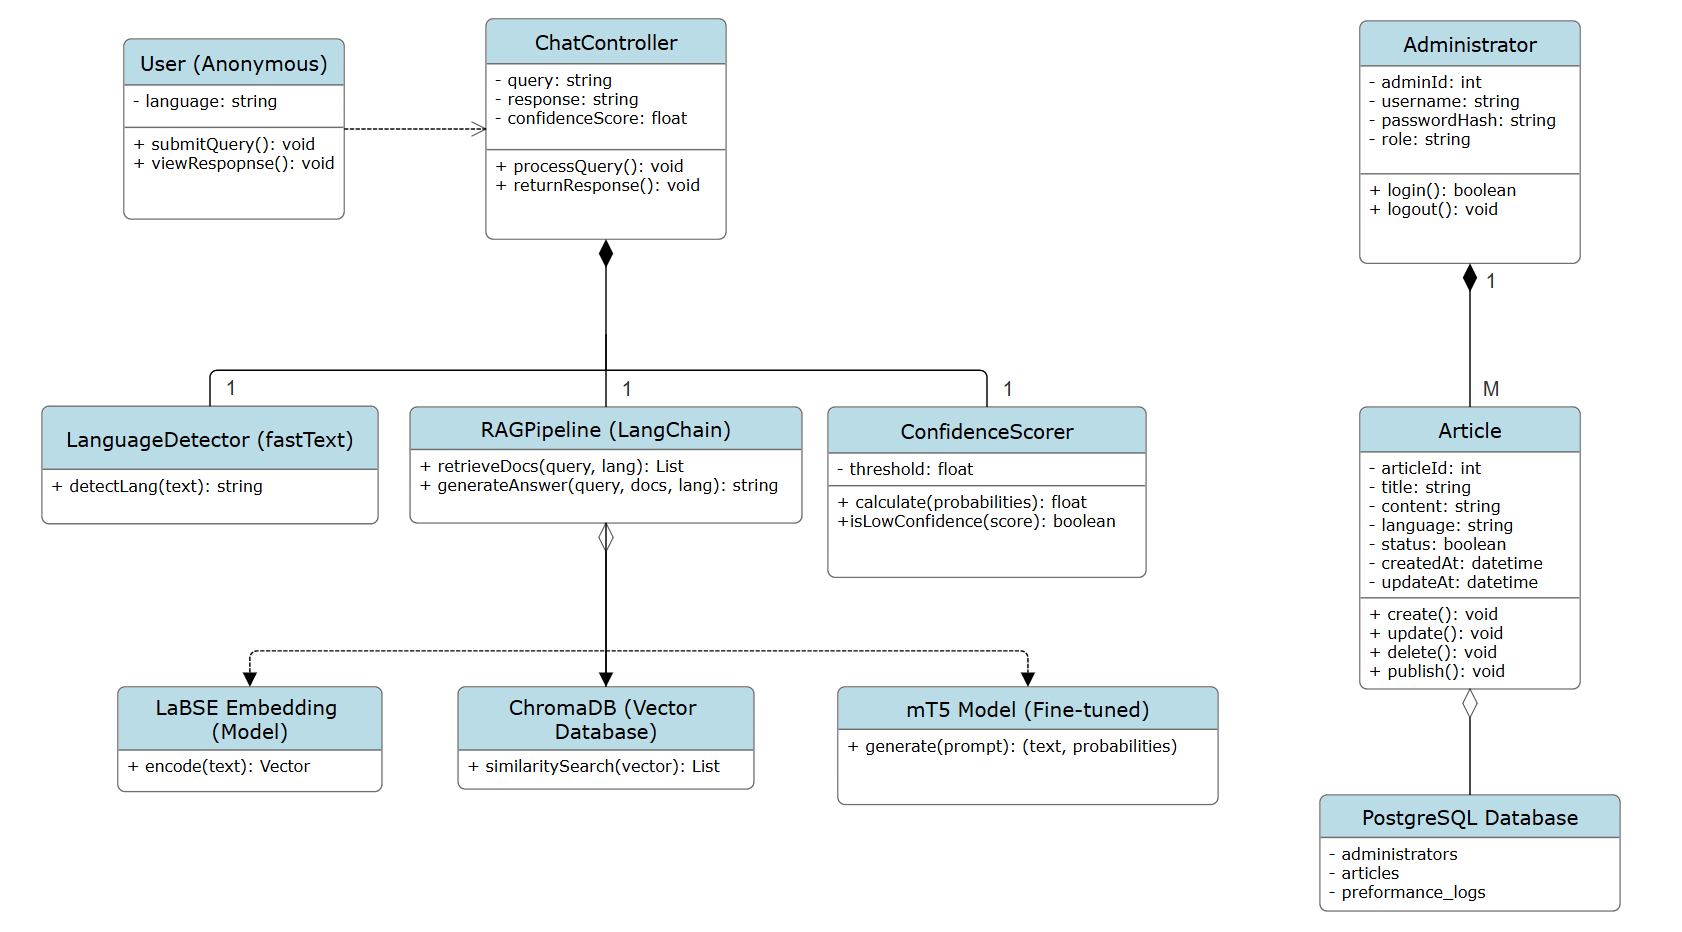 User (Anonymous)
- language: string
+ submitQuery(): void
+ viewRespopnse(): void
ChatController
- query: string
- response: string
- confidenceScore: float
+ processQuery(): void
+ returnResponse(): void
Administrator
- adminId: int
- username: string
- passwordHash: string
- role: string
+ login(): boolean
+ logout(): void
1
M
1
1
1
LanguageDetector (fastText)
+ detectLang(text): string
RAGPipeline (LangChain)
+ retrieveDocs(query, lang): List
+ generateAnswer(query, docs, lang): string
ConfidenceScorer
- threshold: float
+ calculate(probabilities): float
+isLowConfidence(score): boolean
Article
- articleId: int
- title: string
- content: string
- language: string
- status: boolean
- createdAt: datetime
- updateAt: datetime
+ create(): void
+ update(): void
+ delete(): void
+ publish(): void
LaBSE Embedding
(Model)
+ encode(text): Vector
ChromaDB (Vector
Database)
+ similaritySearch(vector): List
mT5 Model (Fine-tuned)
+ generate(prompt): (text, probabilities)
PostgreSQL Database
- administrators
- articles
- preformance_logs